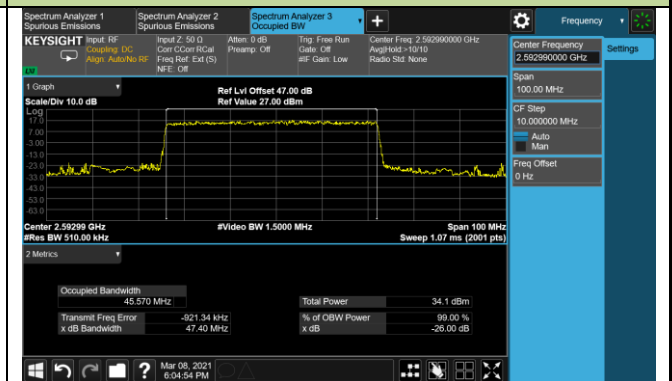 Spectrum Analyzer 1
Spurious Emissions
Spectrum Analyzer 2
Spurious Emissions
Spectrum Analyzer 3
Occupied BW
+
Frequency
KEYSIGHT
Input: RF
Coupling: DC
Align: Auto/No RF
Input Z: 50 Ω
Corr CCorr RCal
Freq Ref: Ext (S)
NFE: Off
Atten: 0 dB
Preamp: Off
Trig: Free Run
Gate: Off
#IF Gain: Low
Center Freq: 2.592990000 GHz
Avg|Hold:>10/10
Radio Std: None
LW
Center Frequency
2.592990000 GHz
Settings
Span
100.00 MHz
CF Step
10.000000 MHz
Auto
Man
Freq Offset
0 Hz
1 Graph
Scale/Div 10.0 dB
Ref Lvl Offset 47.00 dB
Ref Value 27.00 dBm
Log
17.0
7.00
-3.00
-13.0
-23.0
-33.0
-43.0
-53.0
-63.0
Center 2.59299 GHz
#Res BW 510.00 kHz
#Video BW 1.5000 MHz
Span 100 MHz
Sweep 1.07 ms (2001 pts)
2 Metrics
Occupied Bandwidth
45.570 MHz
Total Power
34.1 dBm
Transmit Freq Error
-921.34 kHz
% of OBW Power
99.00 %
x dB Bandwidth
47.40 MHz
x dB
-26.00 dB
?
Mar 08, 2021
6:04:54 PM